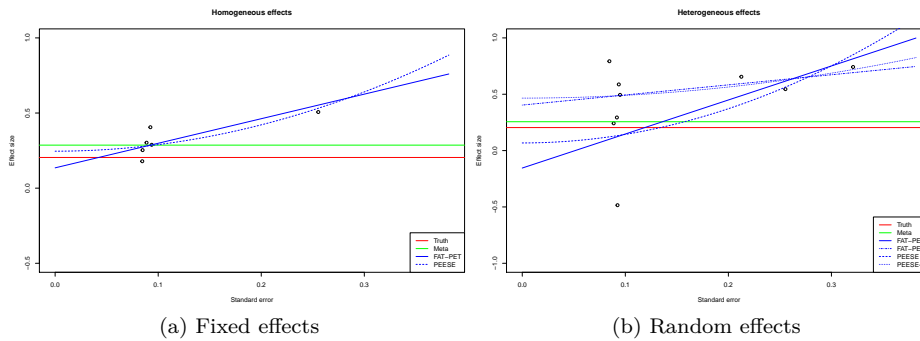 Homogeneous effects
Effect size
1.0
0.5
0.0
−0.5
0.0
0.1
0.2
0.3
Standard error
Truth
Meta
FAT−PET
PEESE
(a) Fixed effects
Heterogeneous effects
Effect size
1.0
0.5
0.0
−0.5
−1.0
0.0
0.1
0.2
0.3
Standard error
Truth
Meta
FAT−PE
FAT−PE
PEESE
PEESE−
(b) Random effects